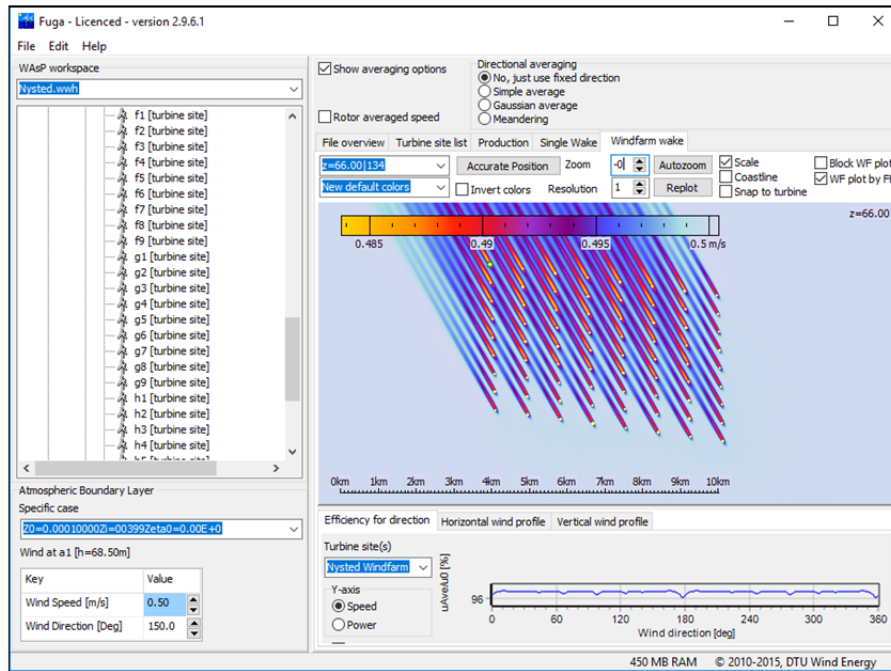 Fuga - Licenced - version 2.9.6.1
File Edit Help
WAsP workspace
Nysted.wwh
f1 [turbine site]
f2 [turbine site]
f3 [turbine site]
f4 [turbine site]
f5 [turbine site]
f6 [turbine site]
f7 [turbine site]
f8 [turbine site]
f9 [turbine site]
g1 [turbine site]
g2 [turbine site]
g3 [turbine site]
g4 [turbine site]
g5 [turbine site]
g6 [turbine site]
g7 [turbine site]
g8 [turbine site]
g9 [turbine site]
h1 [turbine site]
h2 [turbine site]
h3 [turbine site]
h4 [turbine site]
Atmospheric Boundary Layer
Specific case
Z0=0.00010000Zi=00399Zeta0=0.00E+0
Wind at a1 [h=68.50m]
Key Value
Wind Speed [m/s] 0.50
Wind Direction [Deg] 150.0
Show averaging options
Rotor averaged speed
Directional averaging
No, just use fixed direction
Simple average
Gaussian average
Meandering
File overview Turbine site list Production Single Wake Windfarm wake
z=66.00|134 Accurate Position Zoom -0 Autozoom Scale Block WF plot
Coastline WF plot by
New default colors Invert colors Resolution 1 Replot Snap to turbine
z=66.00
0.485 0.49 0.495 0.5 m/s
0km 1km 2km 3km 4km 5km 6km 7km 8km 9km 10km
Efficiency for direction Horizontal wind profile Vertical wind profile
Turbine site(s)
Nysted Windfarm
Y-axis
Speed
Power
uAve/u0 [%]
96
0 60 120 180 240 300 360
Wind direction [deg]
450 MB RAM © 2010-2015, DTU Wind Energy